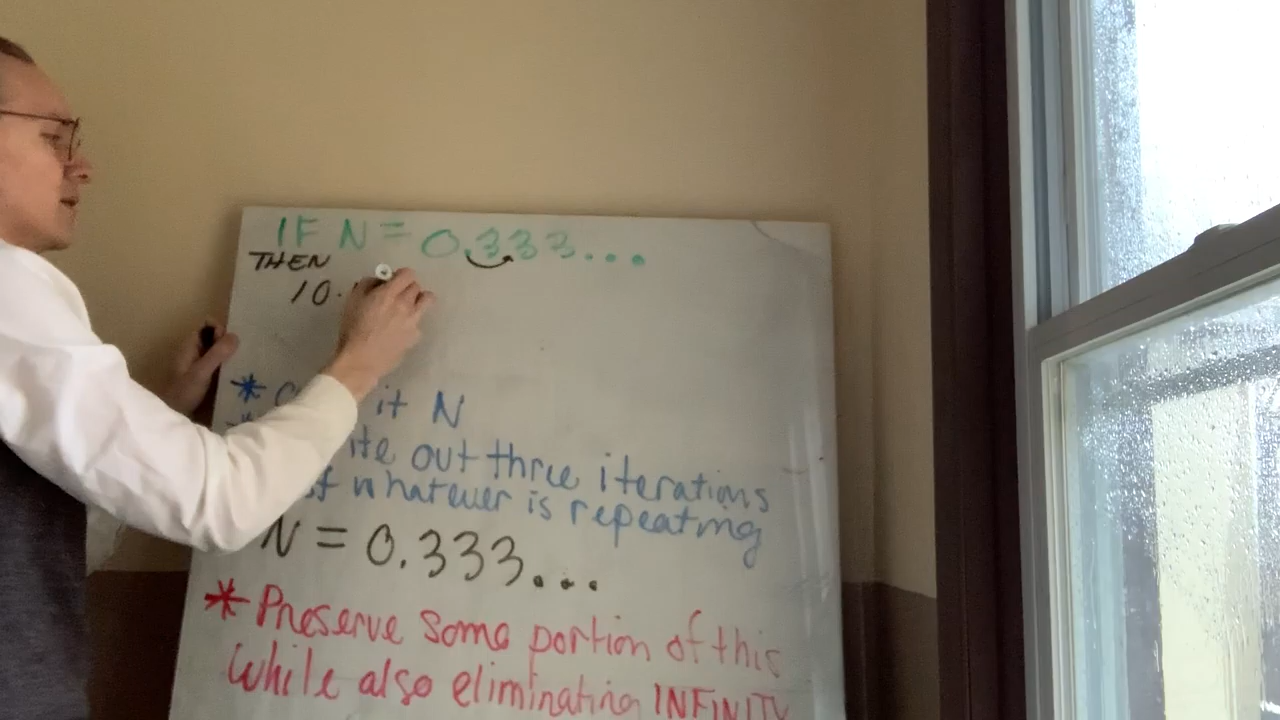 IF N = 0.333...
THEN
10.
* it N
out three iterations
of whatever is repeating
N = 0.333...
* Preserve some portion of this
while also eliminating INFINITY